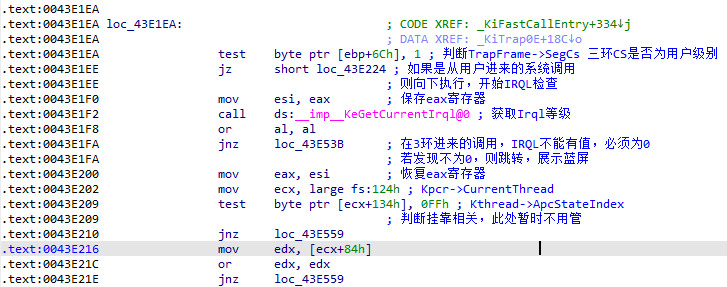 .text:0043E1EA
.text:0043E1EA loc_43E1EA: ; CODE XREF: _KiFastCallEntry+334↓j
.text:0043E1EA ; DATA XREF: _KiTrap0E+18C↓o
.text:0043E1EA test byte ptr [ebp+6Ch], 1 ; 判断TrapFrame->SegCs 三环CS是否为用户级别
.text:0043E1EE jz short loc_43E224 ; 如果是从用户进来的系统调用
.text:0043E1EE ; 则向下执行，开始IRQL检查
.text:0043E1F0 mov esi, eax ; 保存eax寄存器
.text:0043E1F2 call ds:__imp__KeGetCurrentIrql@0 ; 获取Irql等级
.text:0043E1F8 or al, al
.text:0043E1FA jnz loc_43E53B ; 在3环进来的调用，IRQL不能有值，必须为0
.text:0043E1FA ; 若发现不为0，则跳转，展示蓝屏
.text:0043E200 mov eax, esi ; 恢复eax寄存器
.text:0043E202 mov ecx, large fs:124h ; Kpcr->CurrentThread
.text:0043E209 test byte ptr [ecx+134h], 0FFh ; Kthread->ApcStateIndex
.text:0043E209 ; 判断挂靠相关，此处暂时不用管
.text:0043E210 jnz loc_43E559
.text:0043E216 mov edx, [ecx+84h]
.text:0043E21C or edx, edx
.text:0043E21E jnz loc_43E559